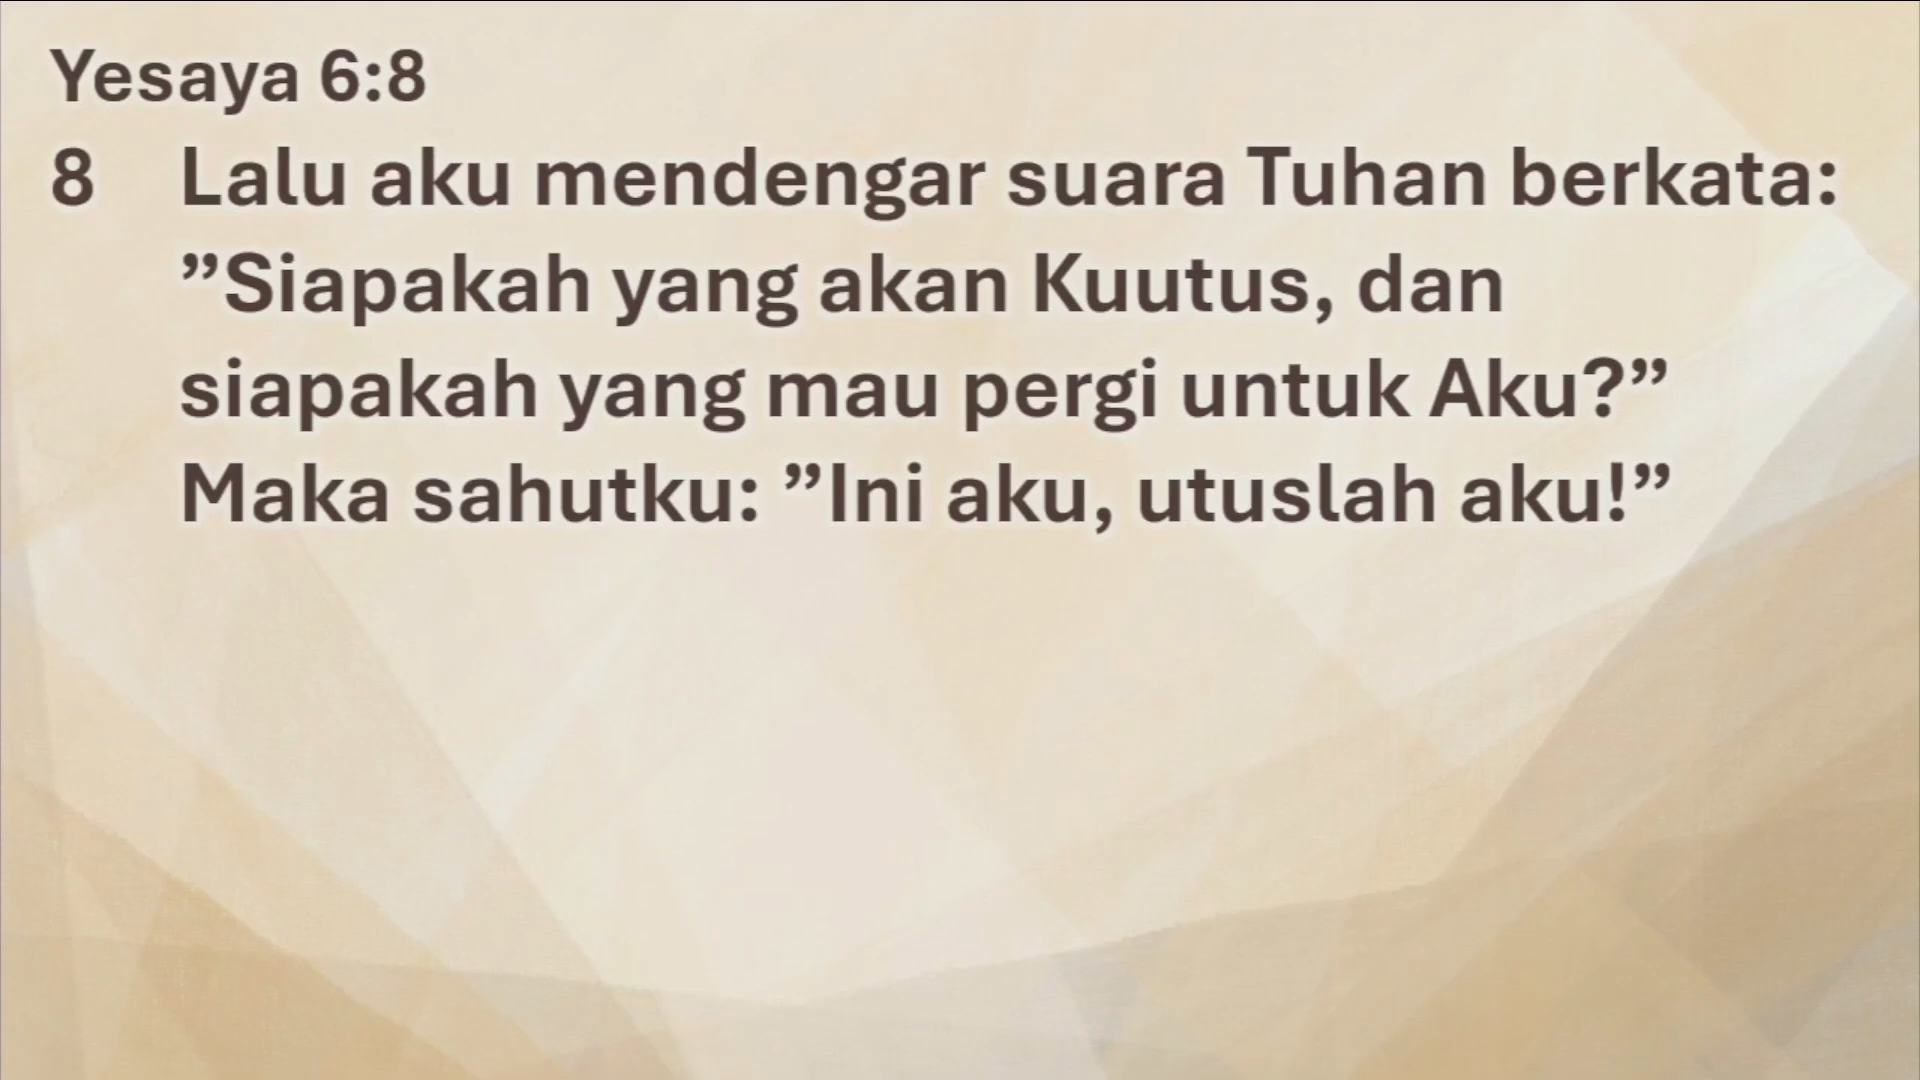 Yesaya 6:8
8 Lalu aku mendengar suara Tuhan berkata:
”Siapakah yang akan Kuutus, dan
siapakah yang mau pergi untuk Aku?”
Maka sahutku: ”Ini aku, utuslah aku!”